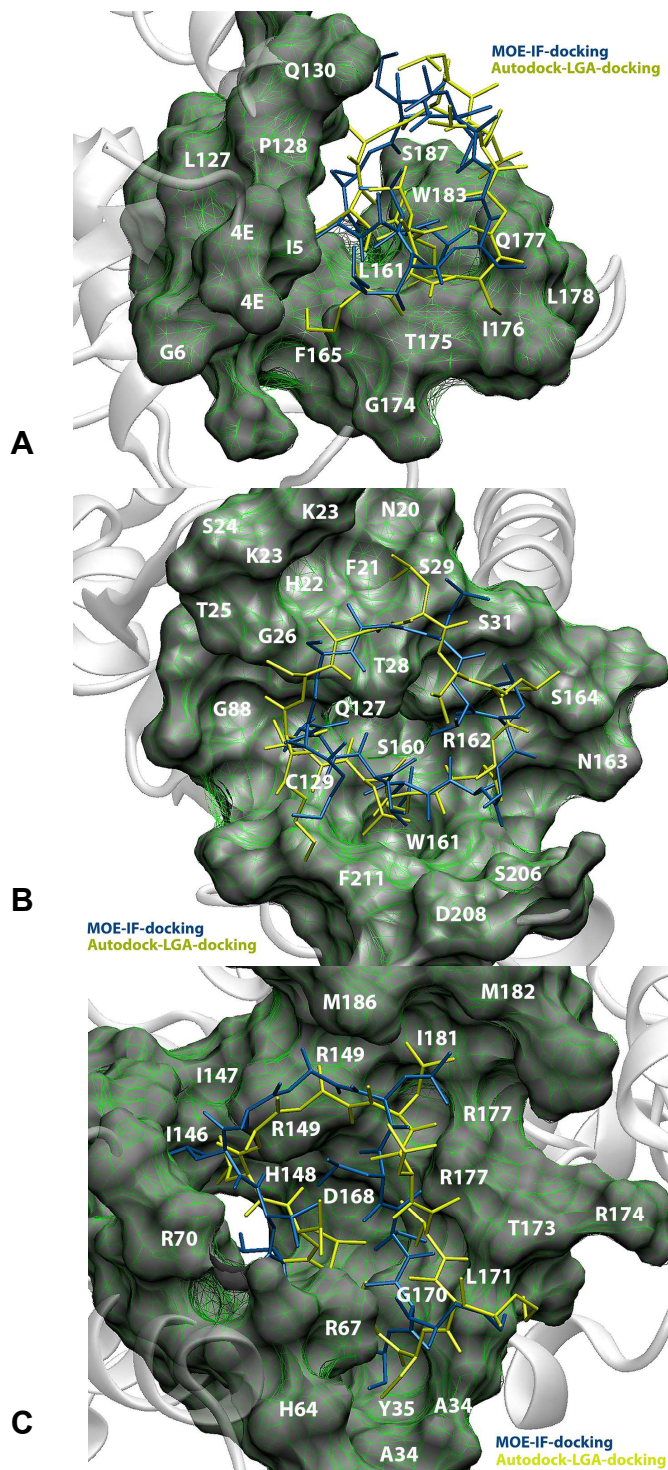 MOE-IF-docking
Autodock-LGA-docking
Q130
P128
L127
S187
W183
4E
I5
Q177
L161
4E
L178
I176
G6
F165
T175
G174
A
K23
N20
S24
K23
F21
S29
H22
T25
S31
G26
T28
S164
G88
Q127
R162
S160
N163
C129
W161
S206
F211
D208
B
MOE-IF-docking
Autodock-LGA-docking
M182
M186
I181
R149
I147
R177
I146
R149
H148
R177
D168
R174
R70
T173
L171
G170
R67
H64
Y35
A34
A34
C
MOE-IF-docking
Autodock-LGA-docking